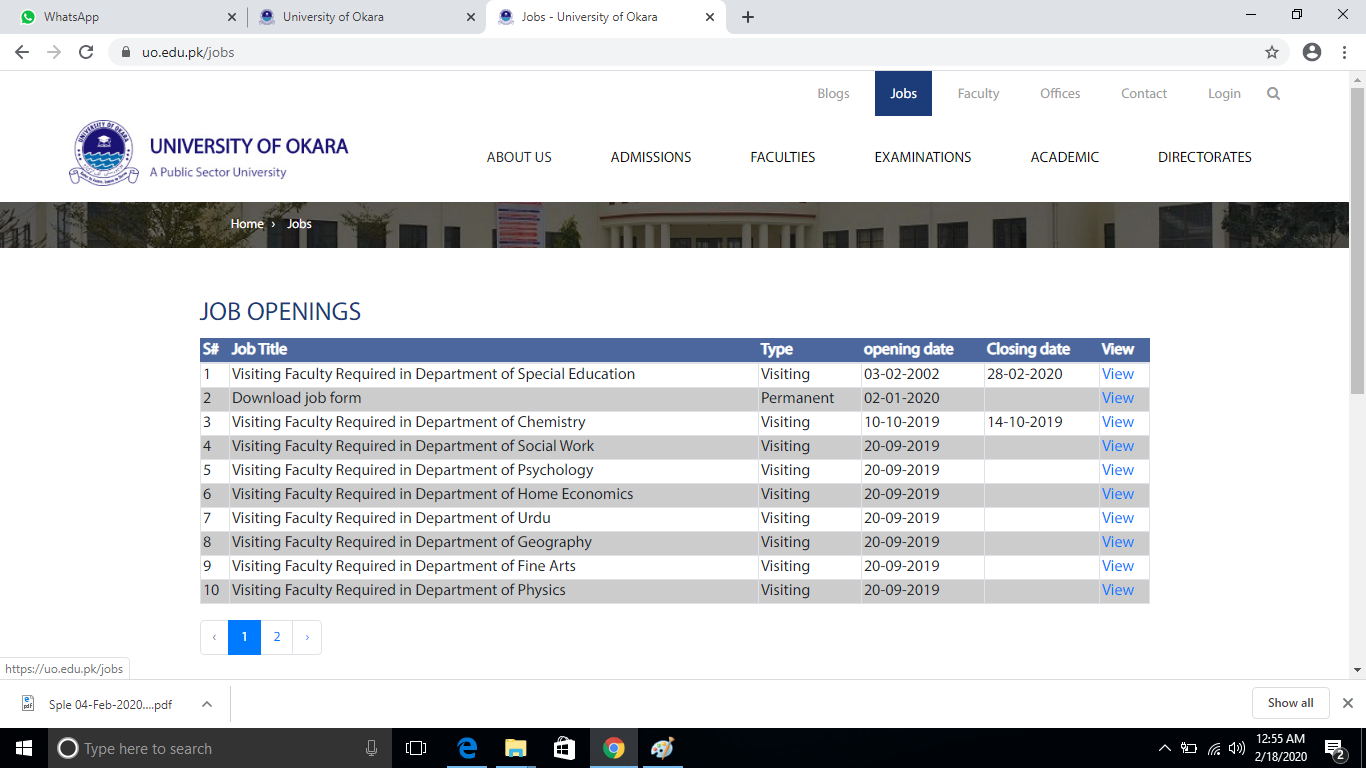 WhatsApp
University of Okara
Jobs - University of Okara
uo.edu.pk/jobs
Blogs Jobs Faculty Offices Contact Login
UNIVERSITY OF OKARA
A Public Sector University
ABOUT US ADMISSIONS FACULTIES EXAMINATIONS ACADEMIC DIRECTORATES
Home › Jobs
JOB OPENINGS
S# Job Title Type opening date Closing date View
1 Visiting Faculty Required in Department of Special Education Visiting 03-02-2002 28-02-2020 View
2 Download job form Permanent 02-01-2020 View
3 Visiting Faculty Required in Department of Chemistry Visiting 10-10-2019 14-10-2019 View
4 Visiting Faculty Required in Department of Social Work Visiting 20-09-2019 View
5 Visiting Faculty Required in Department of Psychology Visiting 20-09-2019 View
6 Visiting Faculty Required in Department of Home Economics Visiting 20-09-2019 View
7 Visiting Faculty Required in Department of Urdu Visiting 20-09-2019 View
8 Visiting Faculty Required in Department of Geography Visiting 20-09-2019 View
9 Visiting Faculty Required in Department of Fine Arts Visiting 20-09-2019 View
10 Visiting Faculty Required in Department of Physics Visiting 20-09-2019 View
‹ 1 2 ›
https://uo.edu.pk/jobs
Sple 04-Feb-2020....pdf
Show all
Type here to search
12:55 AM
2/18/2020
2